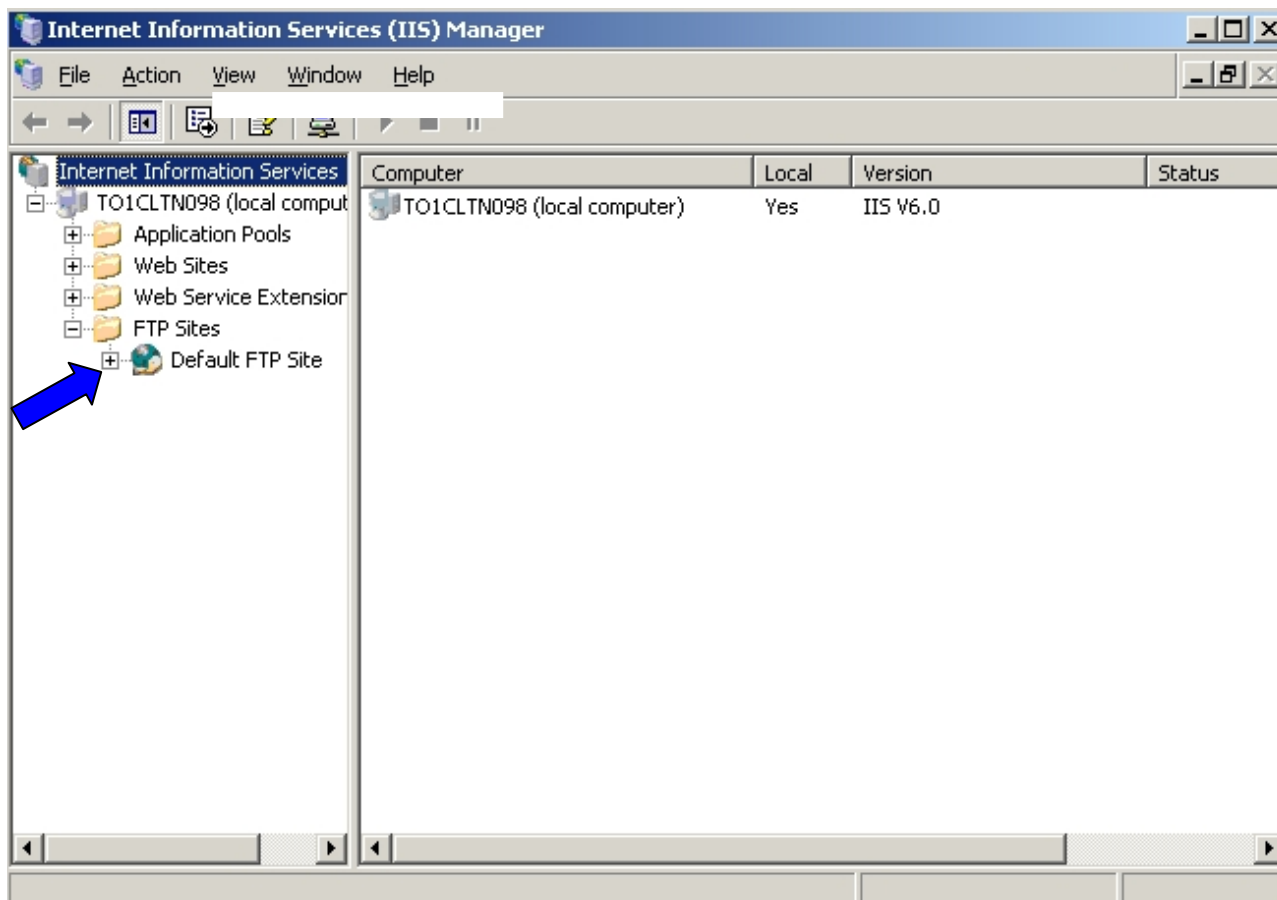 Internet Information Services (IIS) Manager
File Action View Window Help
Internet Information Services
TO1CLTN098 (local comput
Application Pools
Web Sites
Web Service Extension
FTP Sites
Default FTP Site
Computer Local Version Status
TO1CLTN098 (local computer) Yes IIS V6.0